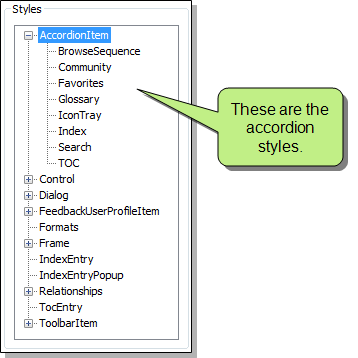 Styles
AccordionItem
BrowseSequence
Community
Favorites
Glossary
IconTray
Index
Search
TOC
Control
Dialog
FeedbackUserProfileItem
Formats
Frame
IndexEntry
IndexEntryPopup
Relationships
TocEntry
ToolbarItem
These are the
accordion
styles.